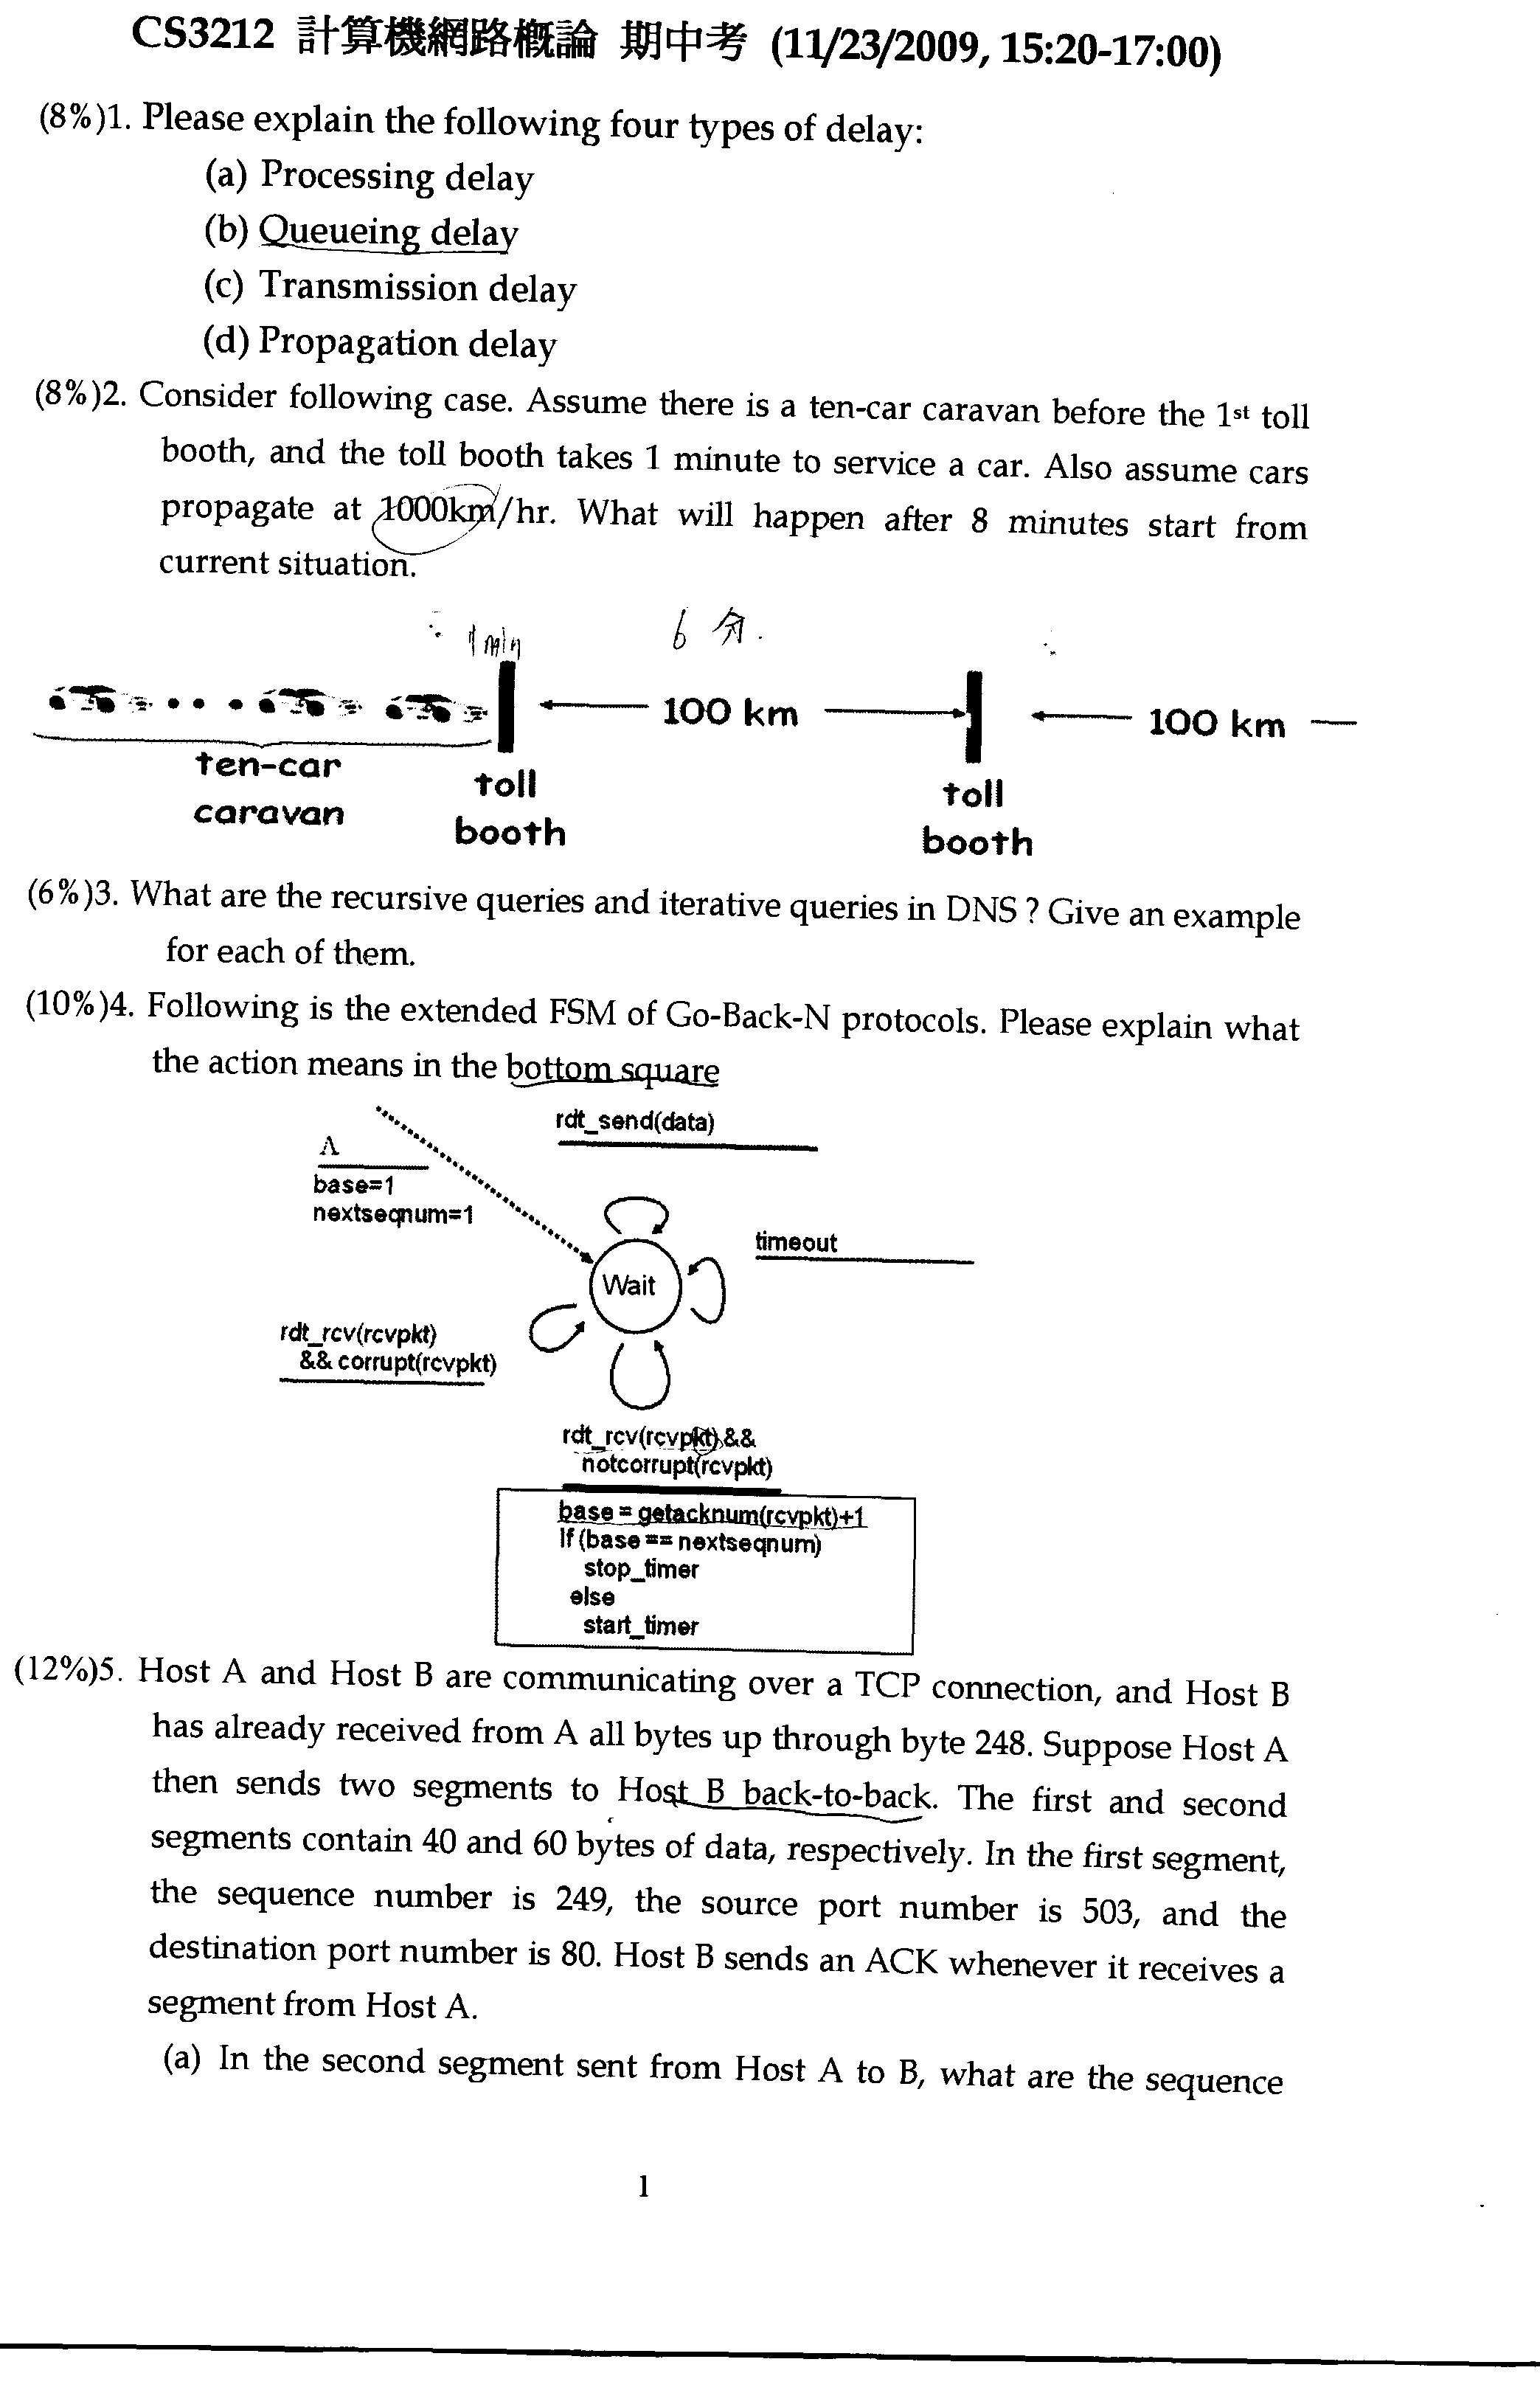 CS3212 計算機網路概論 期中考 (11/23/2009, 15:20-17:00)
(8%)1. Please explain the following four types of delay:
(a) Processing delay
(b) Queueing delay
(c) Transmission delay
(d) Propagation delay
(8%)2. Consider following case. Assume there is a ten-car caravan before the 1st toll
booth, and the toll booth takes 1 minute to service a car. Also assume cars
propagate at 1000km/hr. What will happen after 8 minutes start from
current situation.
1 min
6 分.
100 km
100 km
ten-car
caravan
toll
booth
toll
booth
(6%)3. What are the recursive queries and iterative queries in DNS ? Give an example
for each of them.
(10%)4. Following is the extended FSM of Go-Back-N protocols. Please explain what
the action means in the bottom square
rdt_send(data)
Λ
base=1
nextseqnum=1
timeout
Wait
rdt_rcv(rcvpkt)
&& corrupt(rcvpkt)
rdt_rcv(rcvpkt) &&
notcorrupt(rcvpkt)
base = getacknum(rcvpkt)+1
If (base == nextseqnum)
stop_timer
else
start_timer
(12%)5. Host A and Host B are communicating over a TCP connection, and Host B
has already received from A all bytes up through byte 248. Suppose Host A
then sends two segments to Host B back-to-back. The first and second
segments contain 40 and 60 bytes of data, respectively. In the first segment,
the sequence number is 249, the source port number is 503, and the
destination port number is 80. Host B sends an ACK whenever it receives a
segment from Host A.
(a) In the second segment sent from Host A to B, what are the sequence
1